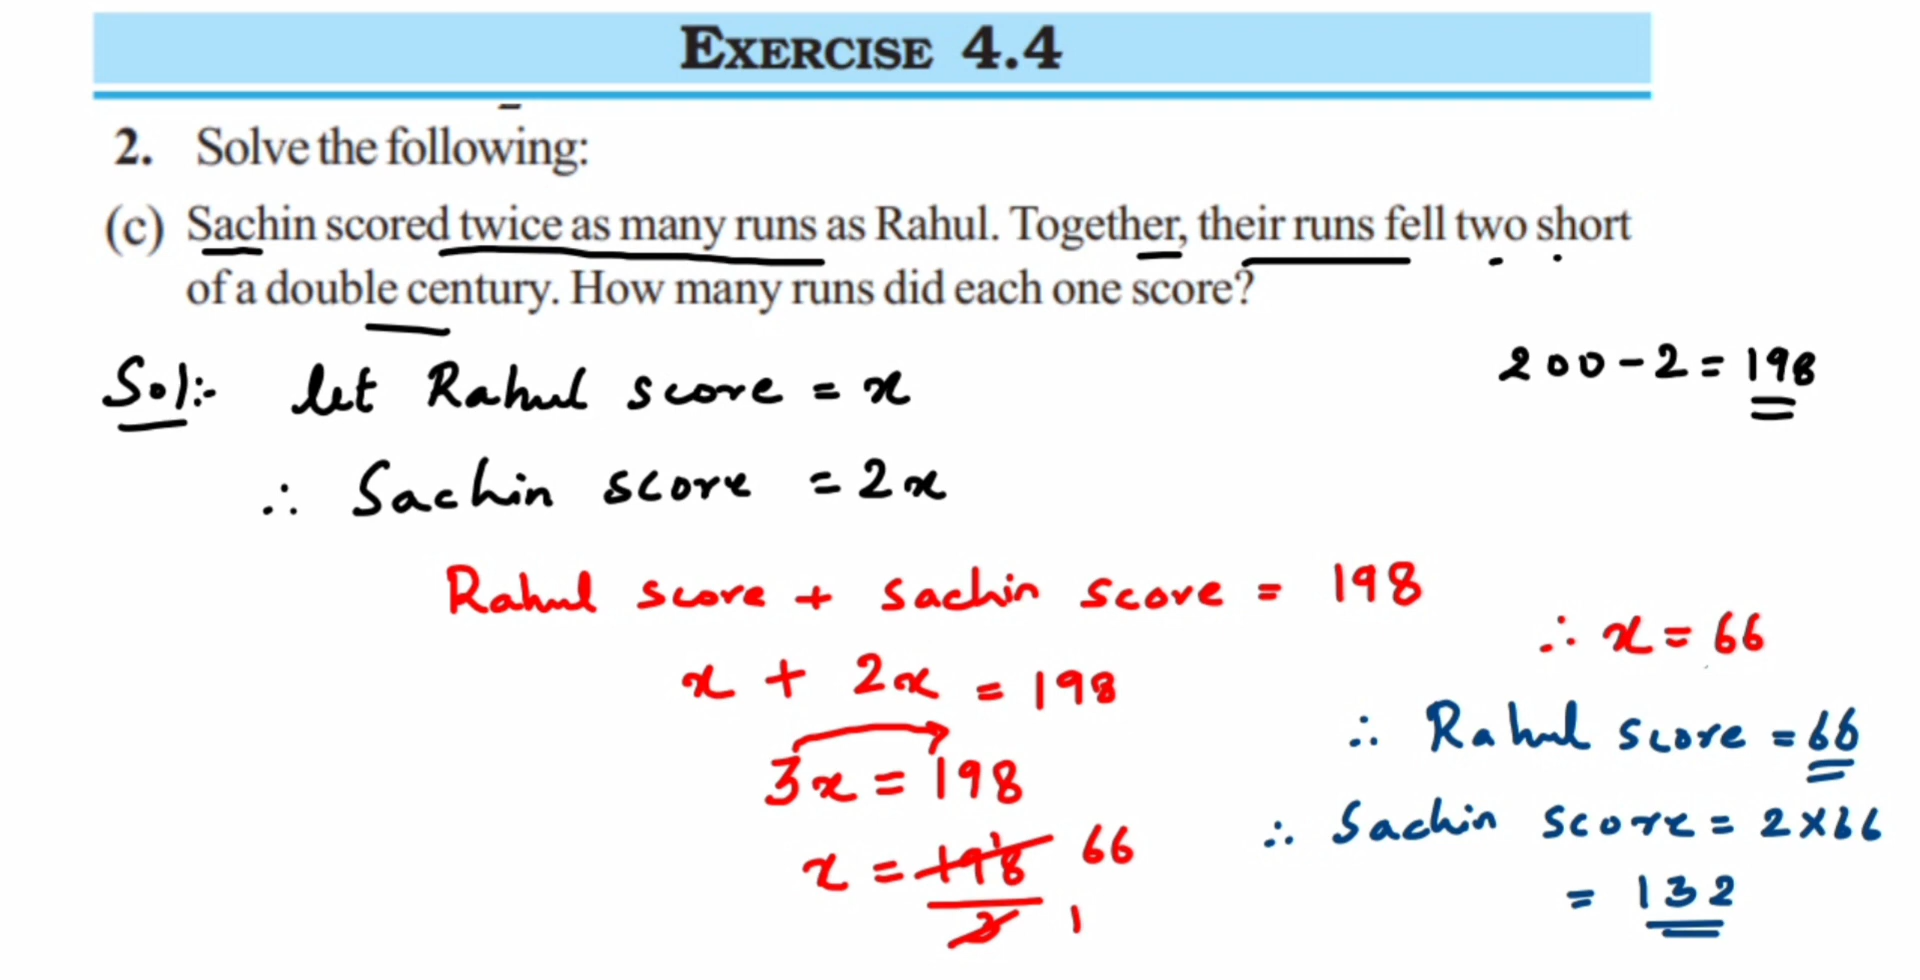 EXERCISE 4.4
2. Solve the following:
(c) Sachin scored twice as many runs as Rahul. Together, their runs fell two short
of a double century. How many runs did each one score?
Sol:- let Rahul score = x
200 - 2 = 198
∴ Sachin score = 2x
Rahul score + sachin score = 198
x + 2x = 198
3x = 198
x = 198/3 66 1
∴ x = 66
∴ Rahul score = 66
∴ Sachin score = 2×66
= 132